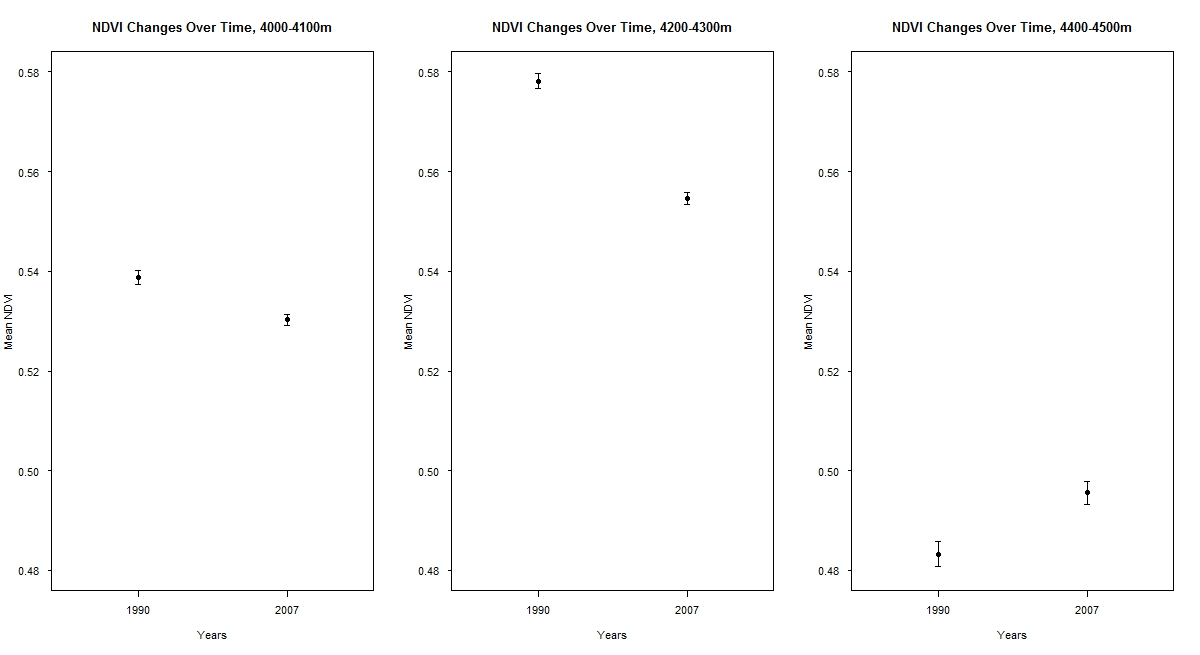 NDVI Changes Over Time, 4000-4100m
0.58
0.56
0.54
0.52
0.50
0.48
Mean NDVI
1990 2007
Years
NDVI Changes Over Time, 4200-4300m
0.58
0.56
0.54
0.52
0.50
0.48
Mean NDVI
1990 2007
Years
NDVI Changes Over Time, 4400-4500m
0.58
0.56
0.54
0.52
0.50
0.48
Mean NDVI
1990 2007
Years